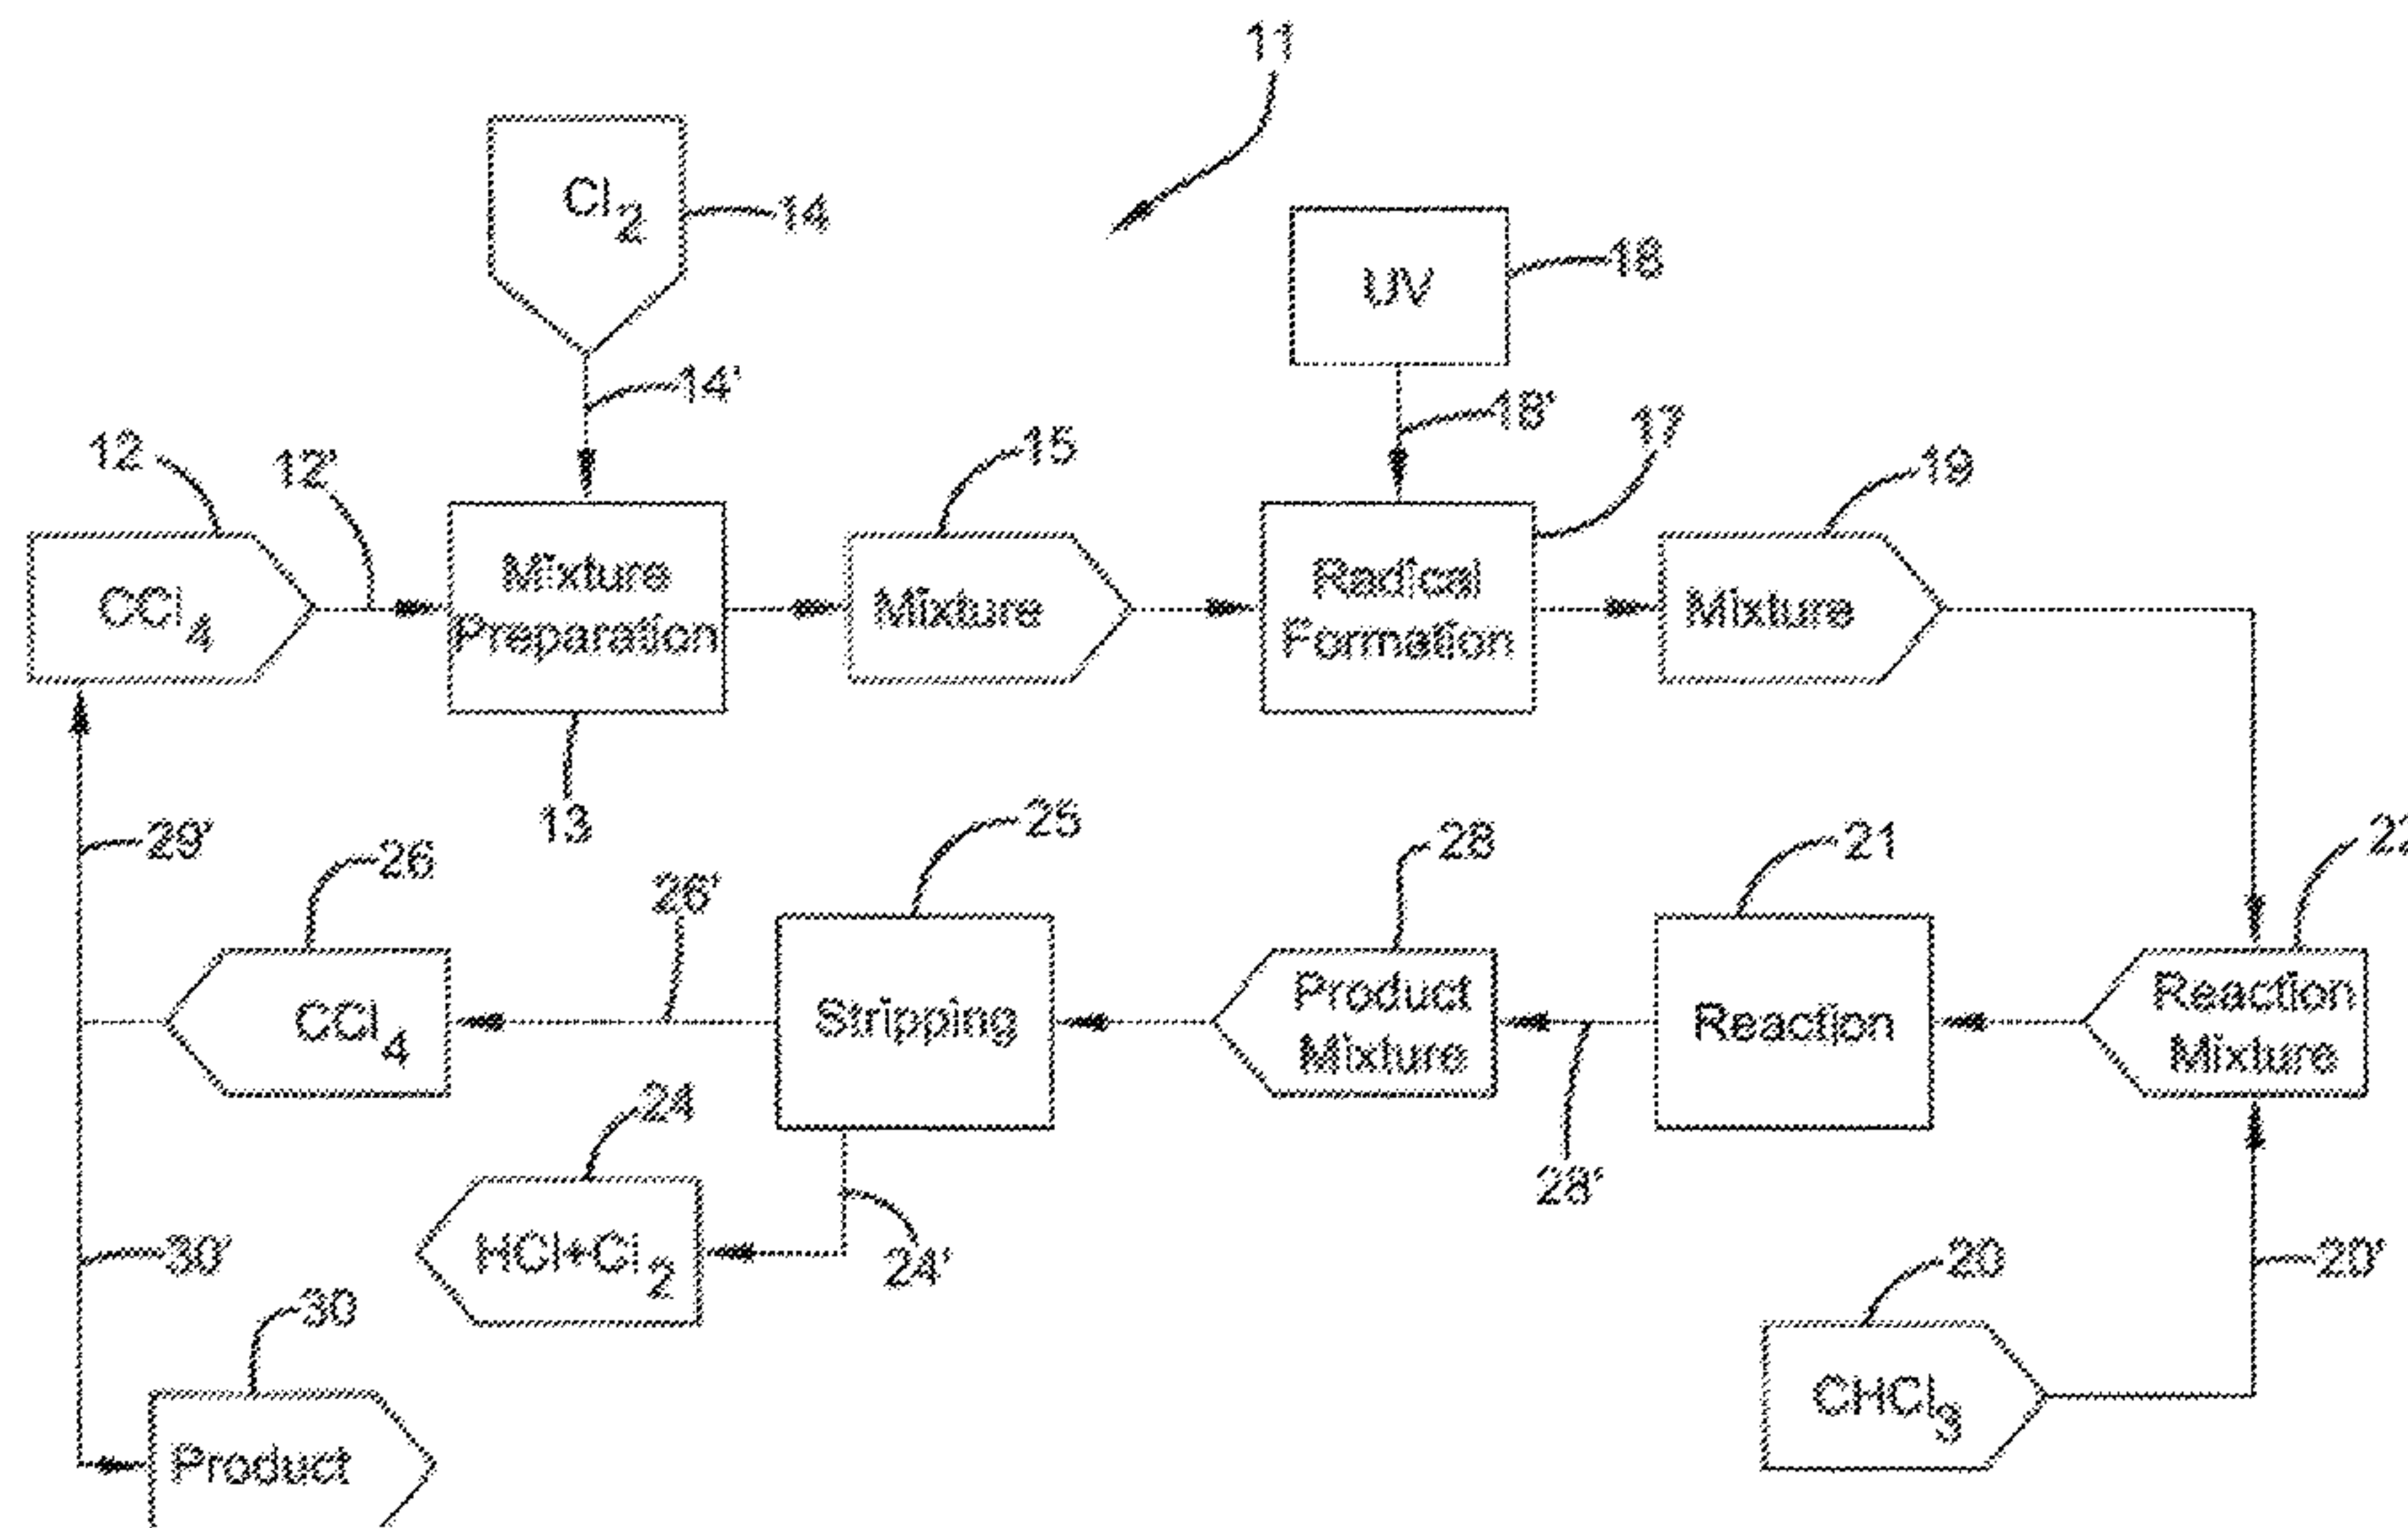 11
Cl2
14
UV
18
14'
18'
17
12
12'
15
19
CCl4
Mixture
Preparation
Mixture
Radical
Formation
Mixture
13
29'
26
26'
25
28
21
22
CCl4
Stripping
Product
Mixture
Reaction
Reaction
Mixture
24
28'
HCl+Cl2
24'
30'
30
20
20'
Product
CHCl3